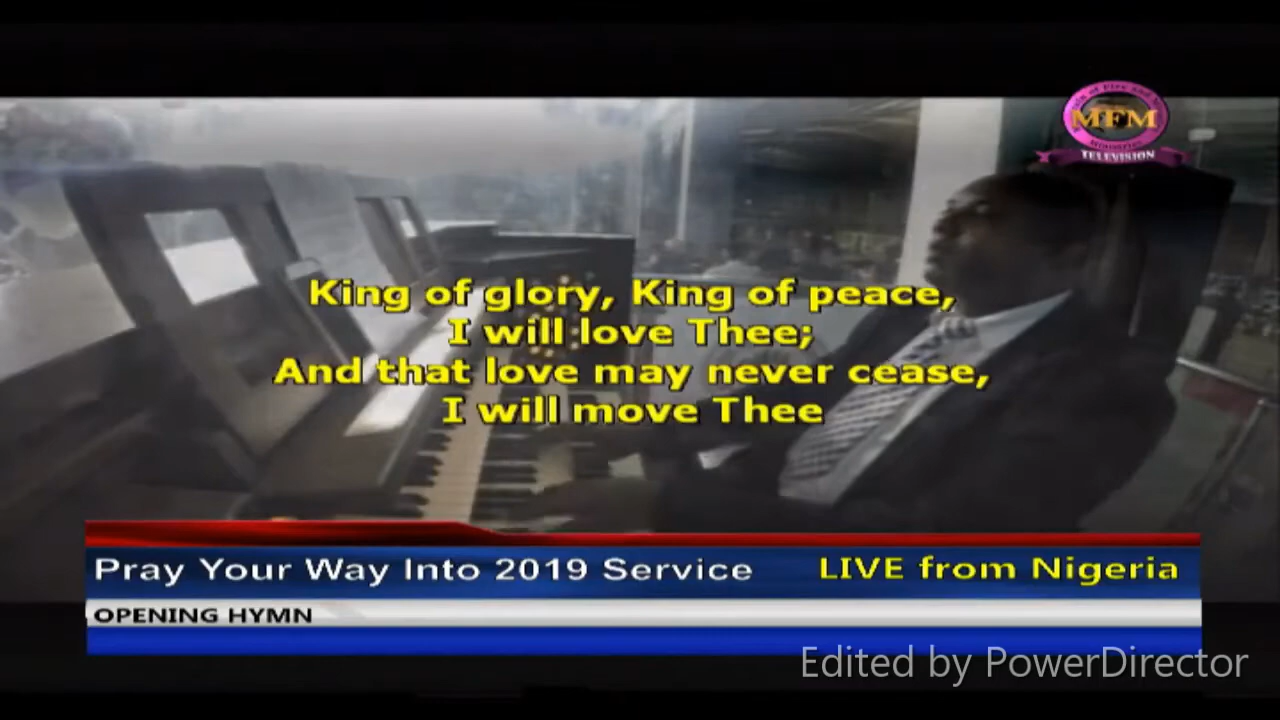 MFM
TELEVISION
King of glory, King of peace,
I will love Thee;
And that love may never cease,
I will move Thee
Pray Your Way Into 2019 Service
LIVE from Nigeria
OPENING HYMN
Edited by PowerDirector